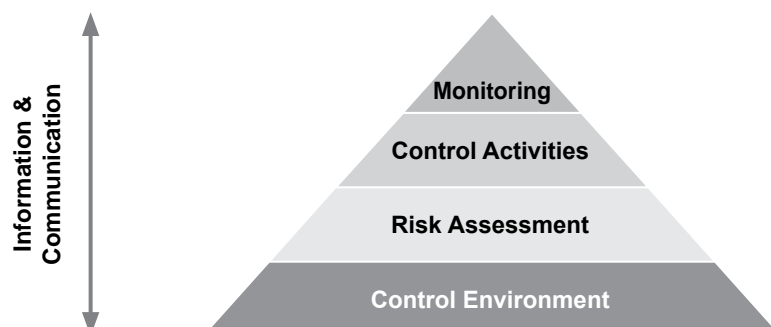 Information &
Communication
Monitoring
Control Activities
Risk Assessment
Control Environment